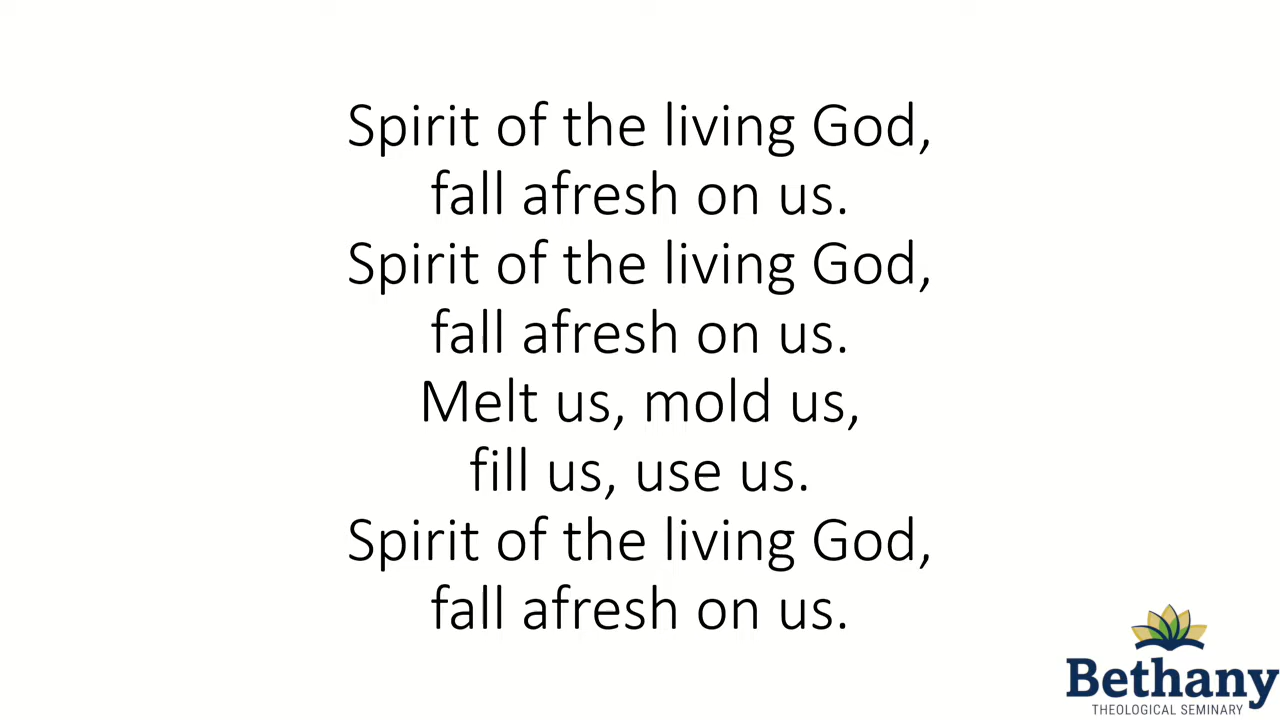 Spirit of the living God,
fall afresh on us.
Spirit of the living God,
fall afresh on us.
Melt us, mold us,
fill us, use us.
Spirit of the living God,
fall afresh on us.
Bethany
THEOLOGICAL SEMINARY